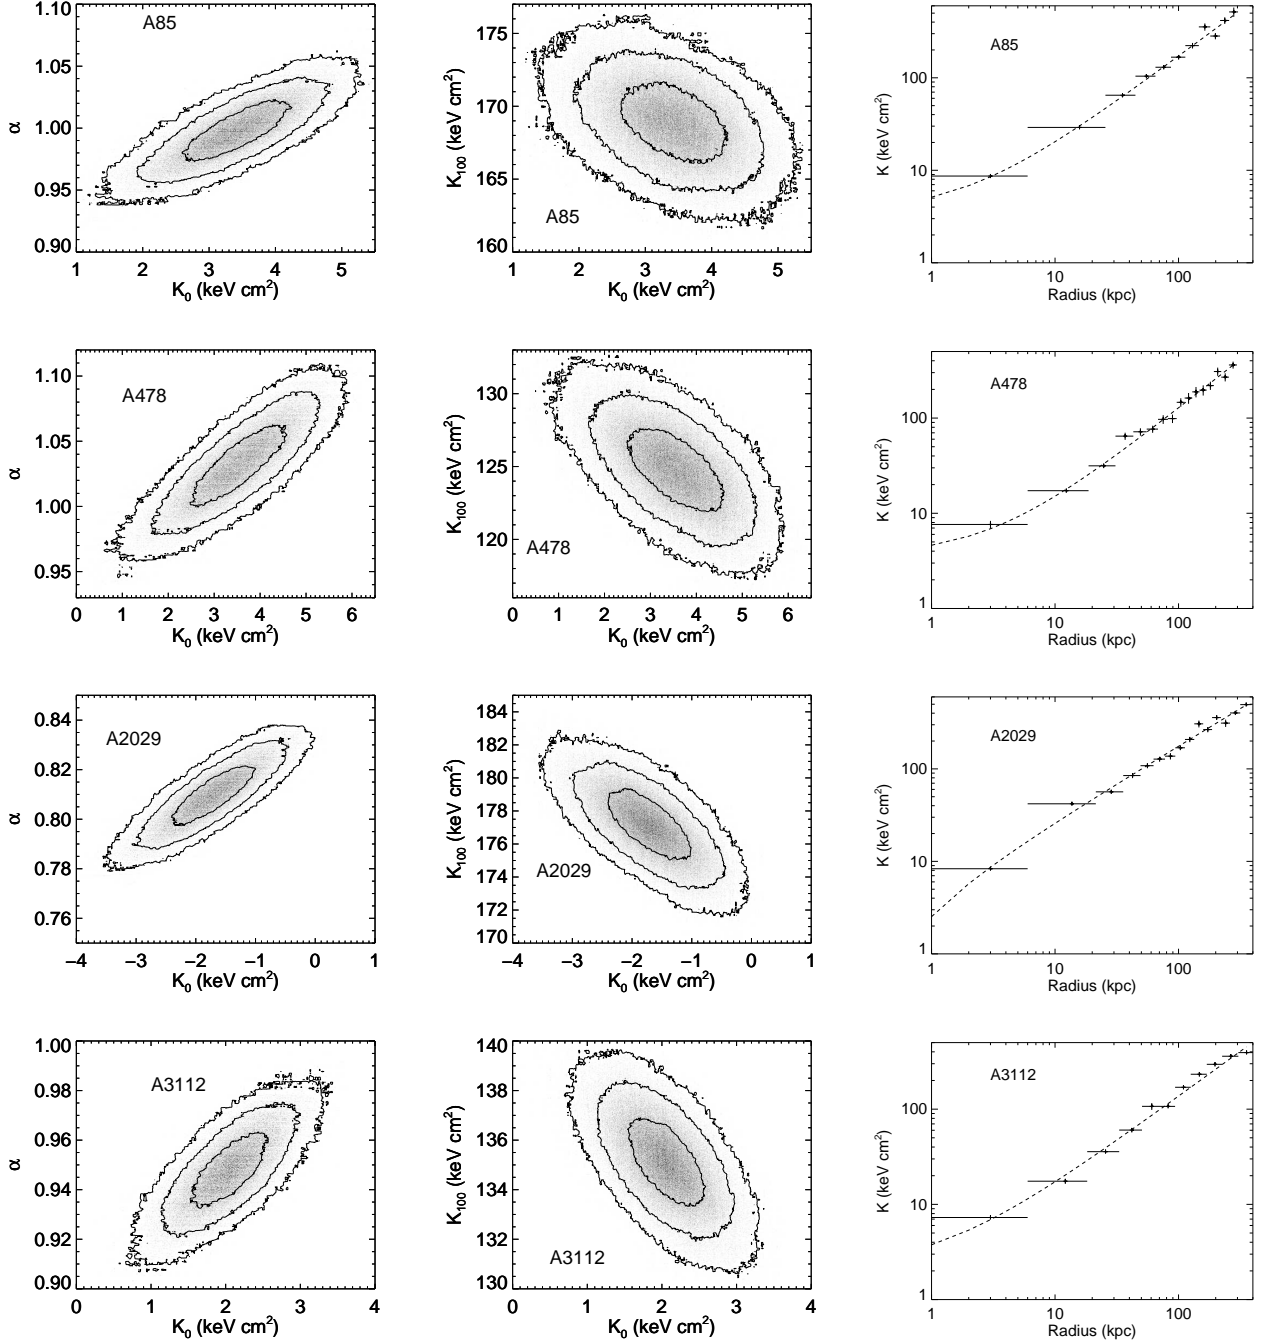 1.10
1.05
1.00
0.95
0.90
α
A85
1 2 3 4 5
K0 (keV cm2)
175
170
165
160
K100 (keV cm2)
A85
1 2 3 4 5
K0 (keV cm2)
100
10
1
K (keV cm2)
A85
1 10 100
Radius (kpc)
1.10
1.05
1.00
0.95
α
A478
0 1 2 3 4 5 6
K0 (keV cm2)
130
125
120
K100 (keV cm2)
A478
0 1 2 3 4 5 6
K0 (keV cm2)
100
10
1
K (keV cm2)
A478
1 10 100
Radius (kpc)
0.84
0.82
0.80
0.78
0.76
α
A2029
−4 −3 −2 −1 0 1
K0 (keV cm2)
184
182
180
178
176
174
172
170
K100 (keV cm2)
A2029
−4 −3 −2 −1 0 1
K0 (keV cm2)
100
10
1
K (keV cm2)
A2029
1 10 100
Radius (kpc)
1.00
0.98
0.96
0.94
0.92
0.90
α
A3112
0 1 2 3 4
K0 (keV cm2)
140
138
136
134
132
130
K100 (keV cm2)
A3112
0 1 2 3 4
K0 (keV cm2)
100
10
1
K (keV cm2)
A3112
1 10 100
Radius (kpc)